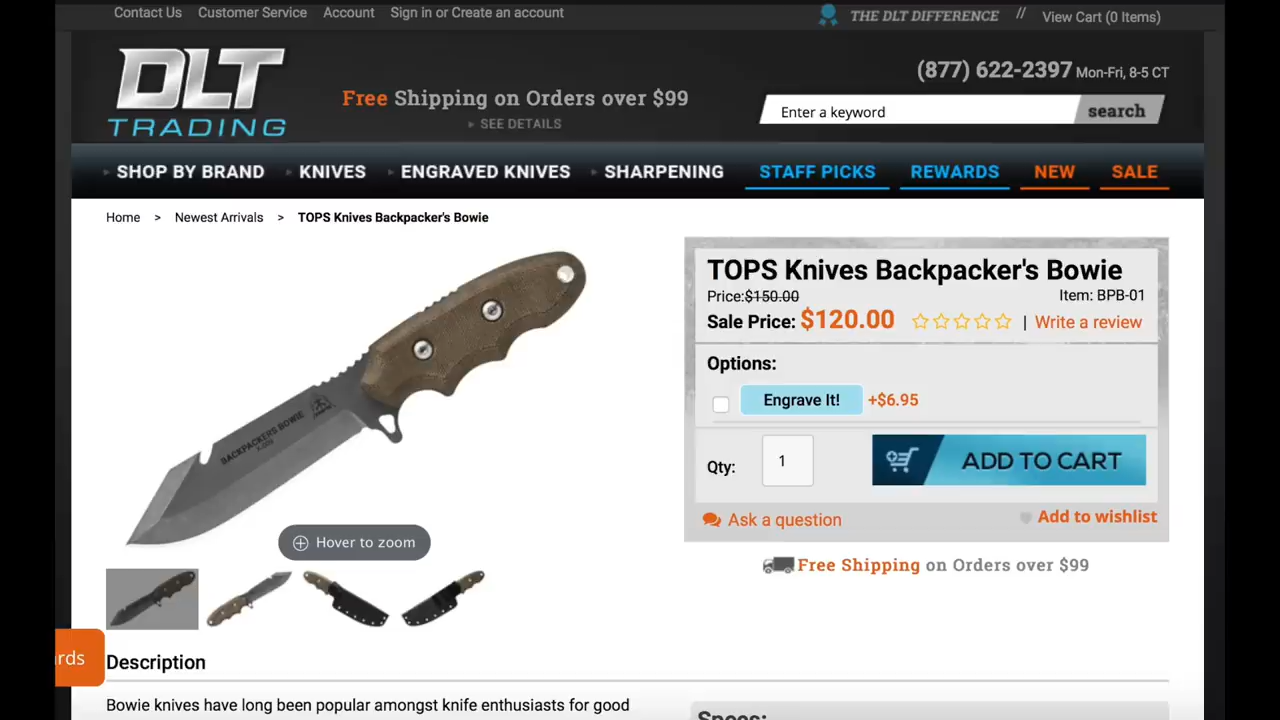 Contact Us Customer Service Account Sign in or Create an account THE DLT DIFFERENCE // View Cart (0 Items)
DLT
TRADING
Free Shipping on Orders over $99
SEE DETAILS
(877) 622-2397 Mon-Fri, 8-5 CT
Enter a keyword search
SHOP BY BRAND KNIVES ENGRAVED KNIVES SHARPENING STAFF PICKS REWARDS NEW SALE
Home > Newest Arrivals > TOPS Knives Backpacker's Bowie
BACKPACKERS BOWIE
TOPS Knives Backpacker's Bowie
Price:$150.00 Item: BPB-01
Sale Price: $120.00 | Write a review
Options:
Engrave It! +$6.95
Qty: 1 ADD TO CART
Ask a question Add to wishlist
Free Shipping on Orders over $99
Hover to zoom
rds
Description
Bowie knives have long been popular amongst knife enthusiasts for good
Specs: